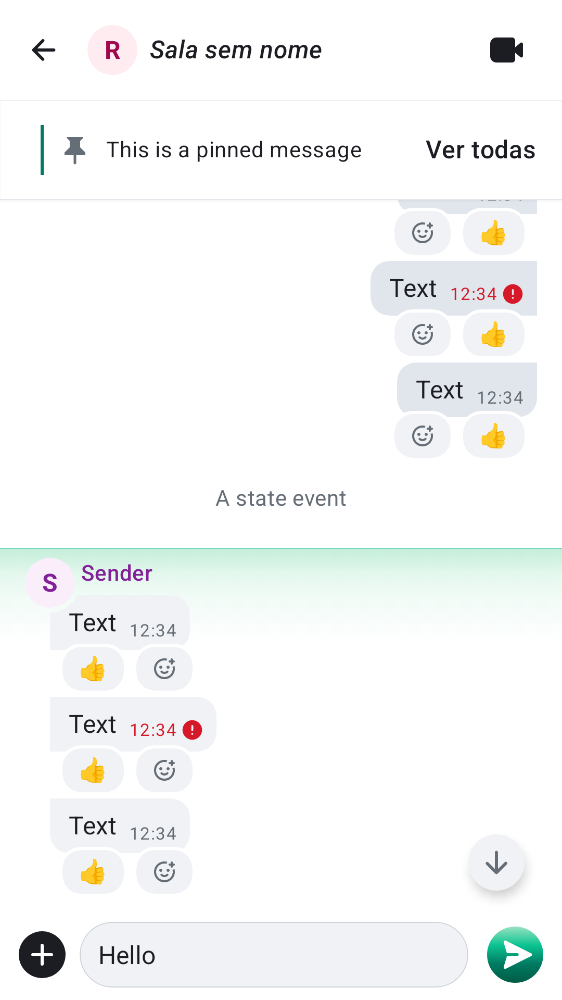 R Sala sem nome
This is a pinned message Ver todas
Text 12:34
Text 12:34
A state event
S Sender
Text 12:34
Text 12:34
Text 12:34
Hello